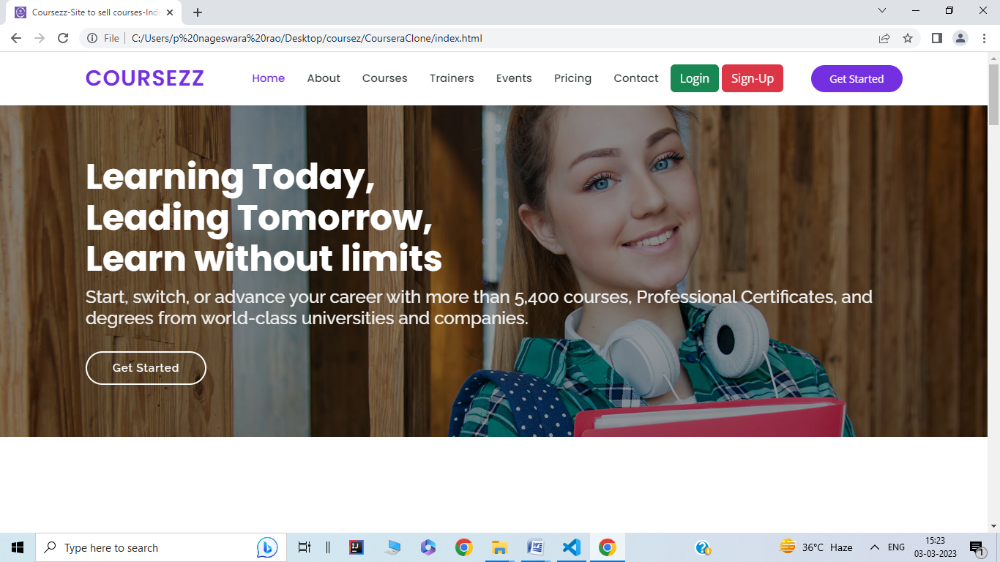 Coursezz-Site to sell courses-Ind
File
C:/Users/p%20nageswara%20rao/Desktop/coursez/CourseraClone/index.html
COURSEZZ
Home
About
Courses
Trainers
Events
Pricing
Contact
Login
Sign-Up
Get Started
Learning Today,
Leading Tomorrow,
Learn without limits
Start, switch, or advance your career with more than 5,400 courses, Professional Certificates, and
degrees from world-class universities and companies.
Get Started
Type here to search
36°C Haze
ENG
15:23
03-03-2023
1